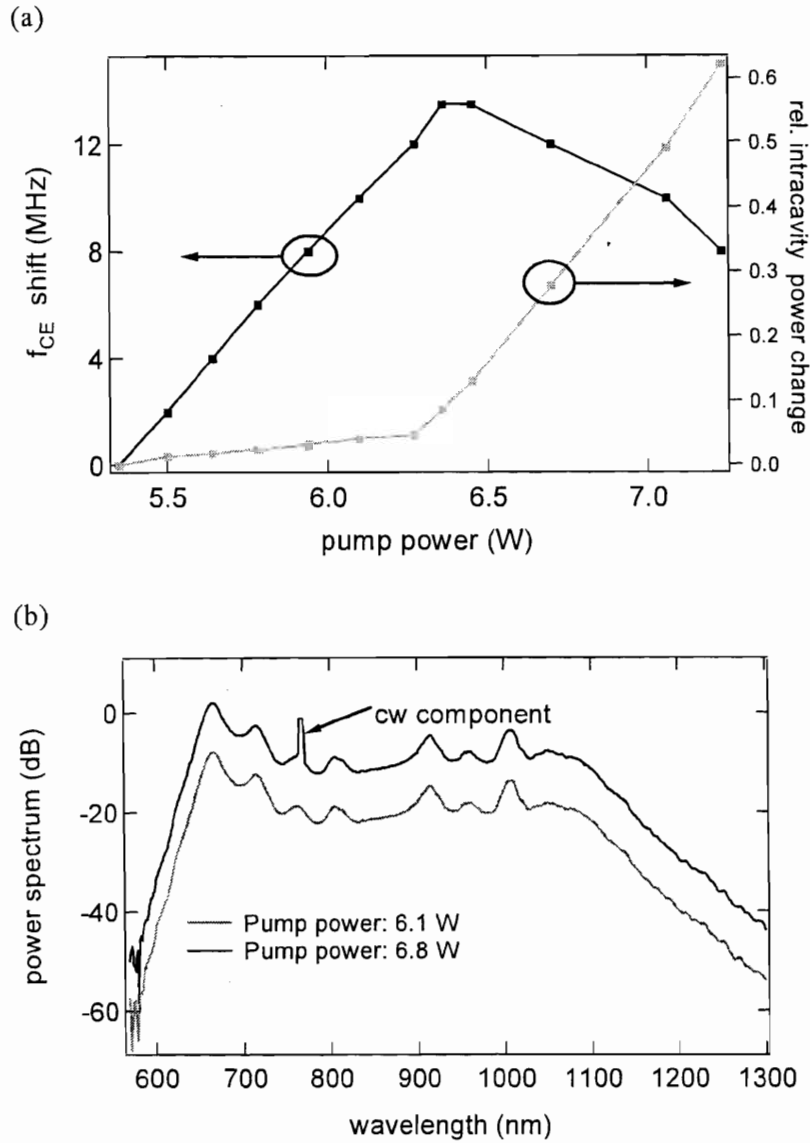 (a)
12
8
4
0
f_CE shift (MHz)
0.6
0.5
0.4
0.3
0.2
0.1
0.0
rel. intracavity power change
5.5 6.0 6.5 7.0
pump power (W)
(b)
0
-20
-40
-60
power spectrum (dB)
cw component
Pump power: 6.1 W
Pump power: 6.8 W
600 700 800 900 1000 1100 1200 1300
wavelength (nm)